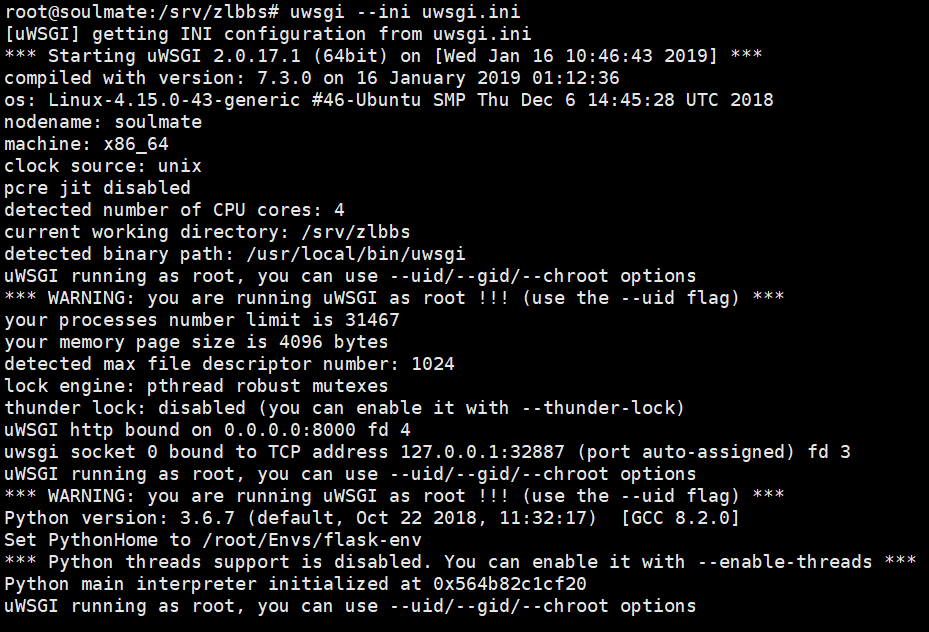 root@soulmate:/srv/zlbbs# uwsgi --ini uwsgi.ini
[uWSGI] getting INI configuration from uwsgi.ini
*** Starting uWSGI 2.0.17.1 (64bit) on [Wed Jan 16 10:46:43 2019] ***
compiled with version: 7.3.0 on 16 January 2019 01:12:36
os: Linux-4.15.0-43-generic #46-Ubuntu SMP Thu Dec 6 14:45:28 UTC 2018
nodename: soulmate
machine: x86_64
clock source: unix
pcre jit disabled
detected number of CPU cores: 4
current working directory: /srv/zlbbs
detected binary path: /usr/local/bin/uwsgi
uWSGI running as root, you can use --uid/--gid/--chroot options
*** WARNING: you are running uWSGI as root !!! (use the --uid flag) ***
your processes number limit is 31467
your memory page size is 4096 bytes
detected max file descriptor number: 1024
lock engine: pthread robust mutexes
thunder lock: disabled (you can enable it with --thunder-lock)
uWSGI http bound on 0.0.0.0:8000 fd 4
uwsgi socket 0 bound to TCP address 127.0.0.1:32887 (port auto-assigned) fd 3
uWSGI running as root, you can use --uid/--gid/--chroot options
*** WARNING: you are running uWSGI as root !!! (use the --uid flag) ***
Python version: 3.6.7 (default, Oct 22 2018, 11:32:17)  [GCC 8.2.0]
Set PythonHome to /root/Envs/flask-env
*** Python threads support is disabled. You can enable it with --enable-threads ***
Python main interpreter initialized at 0x564b82c1cf20
uWSGI running as root, you can use --uid/--gid/--chroot options